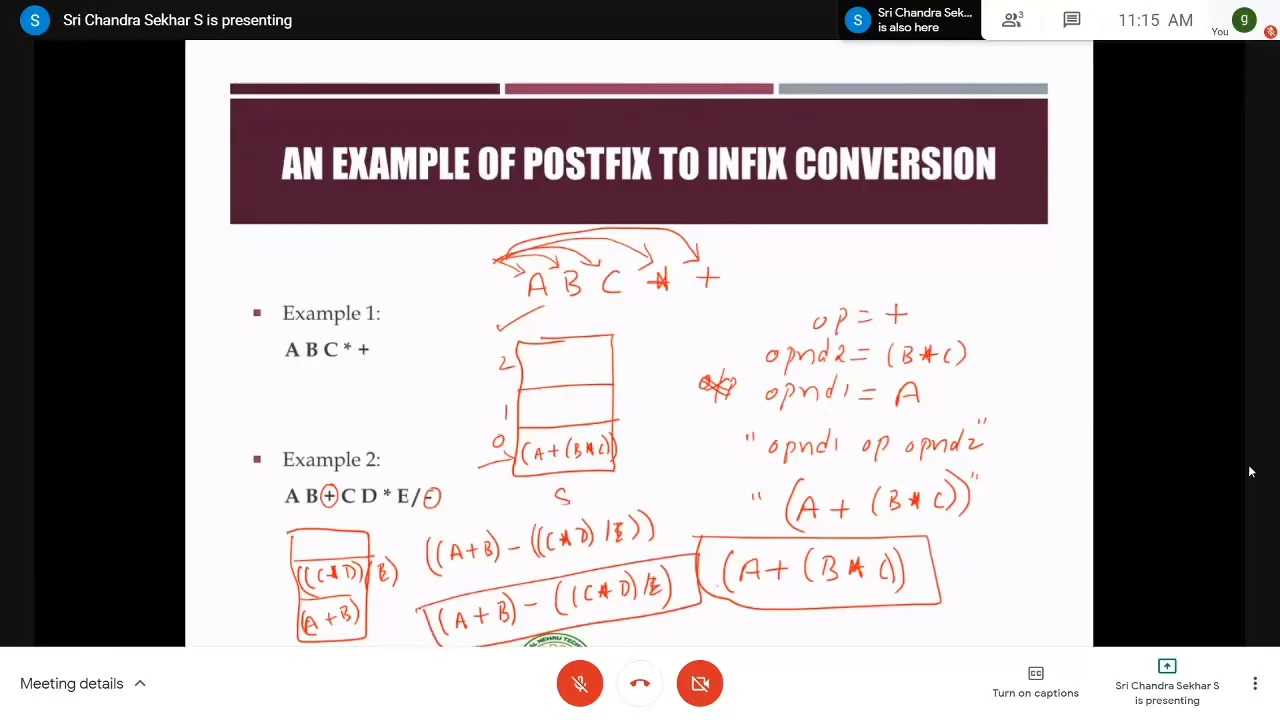 S Sri Chandra Sekhar S is presenting
S Sri Chandra Sek... is also here
3
11:15 AM
You
g
AN EXAMPLE OF POSTFIX TO INFIX CONVERSION
A B C * +
Example 1:
A B C * +
op = +
opnd2 = (B*C)
opnd1 = A
2
1
0
(A+(B*C))
S
"opnd1 op opnd2"
"(A + (B*C))"
(A+(B*C))
Example 2:
A B + C D * E / -
((C*D)/E)
(A+B)
((A+B) - ((C*D)/E))
(A+B) - ((C*D)/E)
Meeting details
CC
Turn on captions
Sri Chandra Sekhar S
is presenting